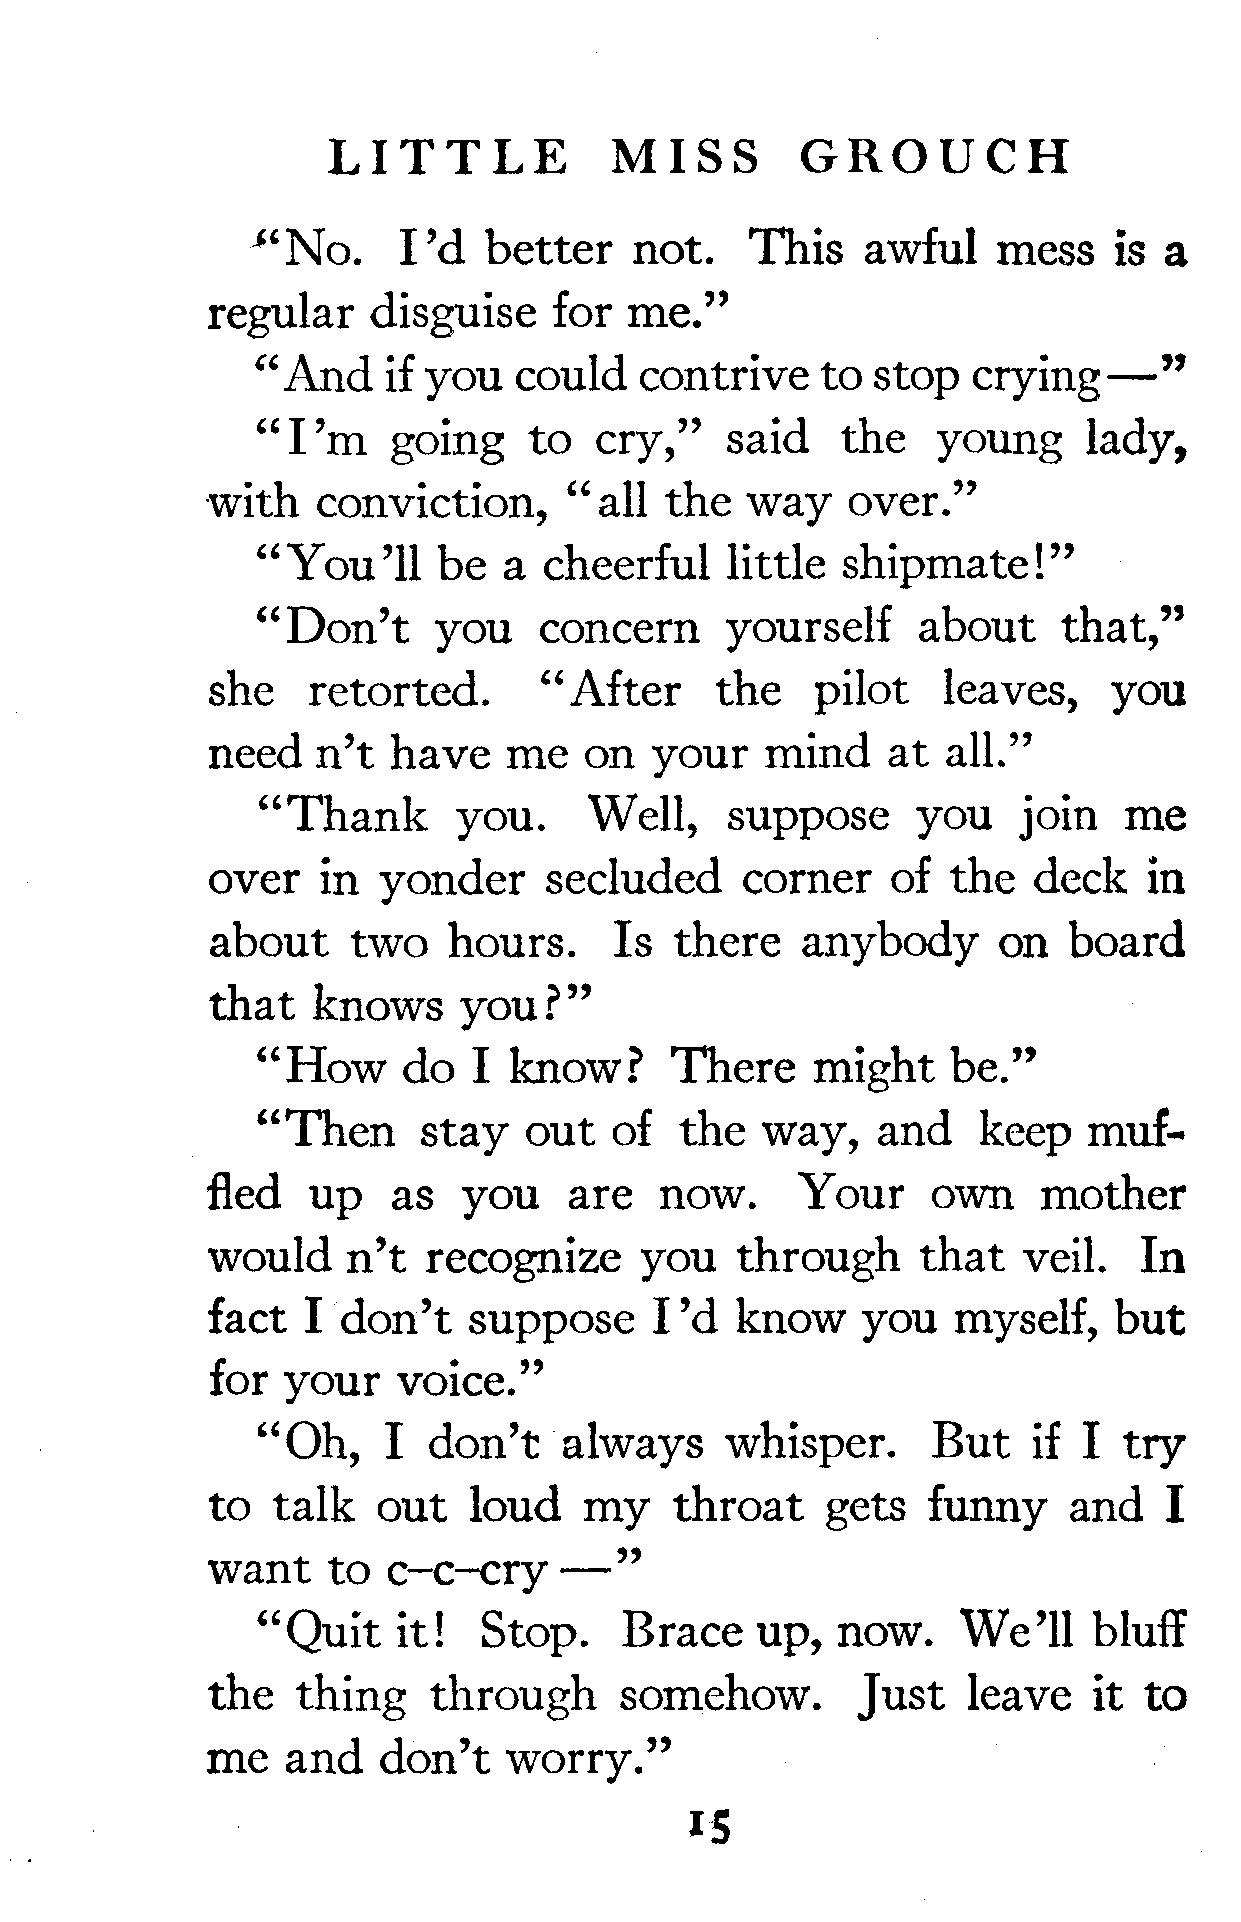 LITTLE MISS GROUCH
“No. I'd better not. This awful mess is a
regular disguise for me.”
“And if you could contrive to stop crying—”
“I'm going to cry,” said the young lady,
with conviction, “all the way over.”
“You'll be a cheerful little shipmate!”
“Don't you concern yourself about that,”
she retorted. “After the pilot leaves, you
need n't have me on your mind at all.”
“Thank you. Well, suppose you join me
over in yonder secluded corner of the deck in
about two hours. Is there anybody on board
that knows you?”
“How do I know? There might be.”
“Then stay out of the way, and keep muf-
fled up as you are now. Your own mother
would n't recognize you through that veil. In
fact I don't suppose I'd know you myself, but
for your voice.”
“Oh, I don't always whisper. But if I try
to talk out loud my throat gets funny and I
want to c–c–cry —”
“Quit it! Stop. Brace up, now. We'll bluff
the thing through somehow. Just leave it to
me and don't worry.”
15